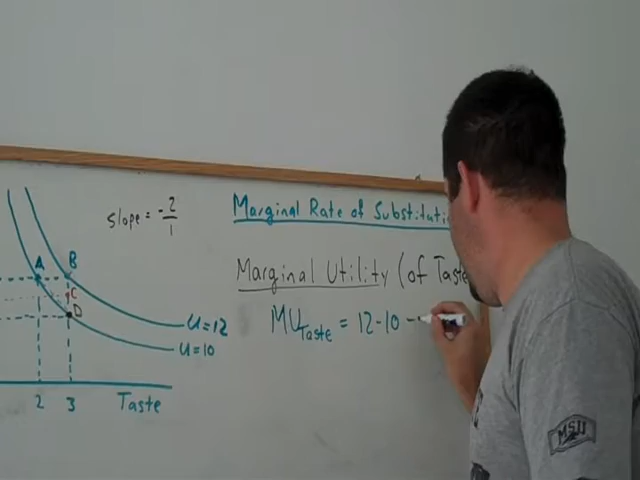 slope = -2/1
Marginal Rate of Substituti
Marginal Utility (of Taste
MU Taste = 12-10
A
B
C
D
U=12
U=10
2 3 Taste
MSU